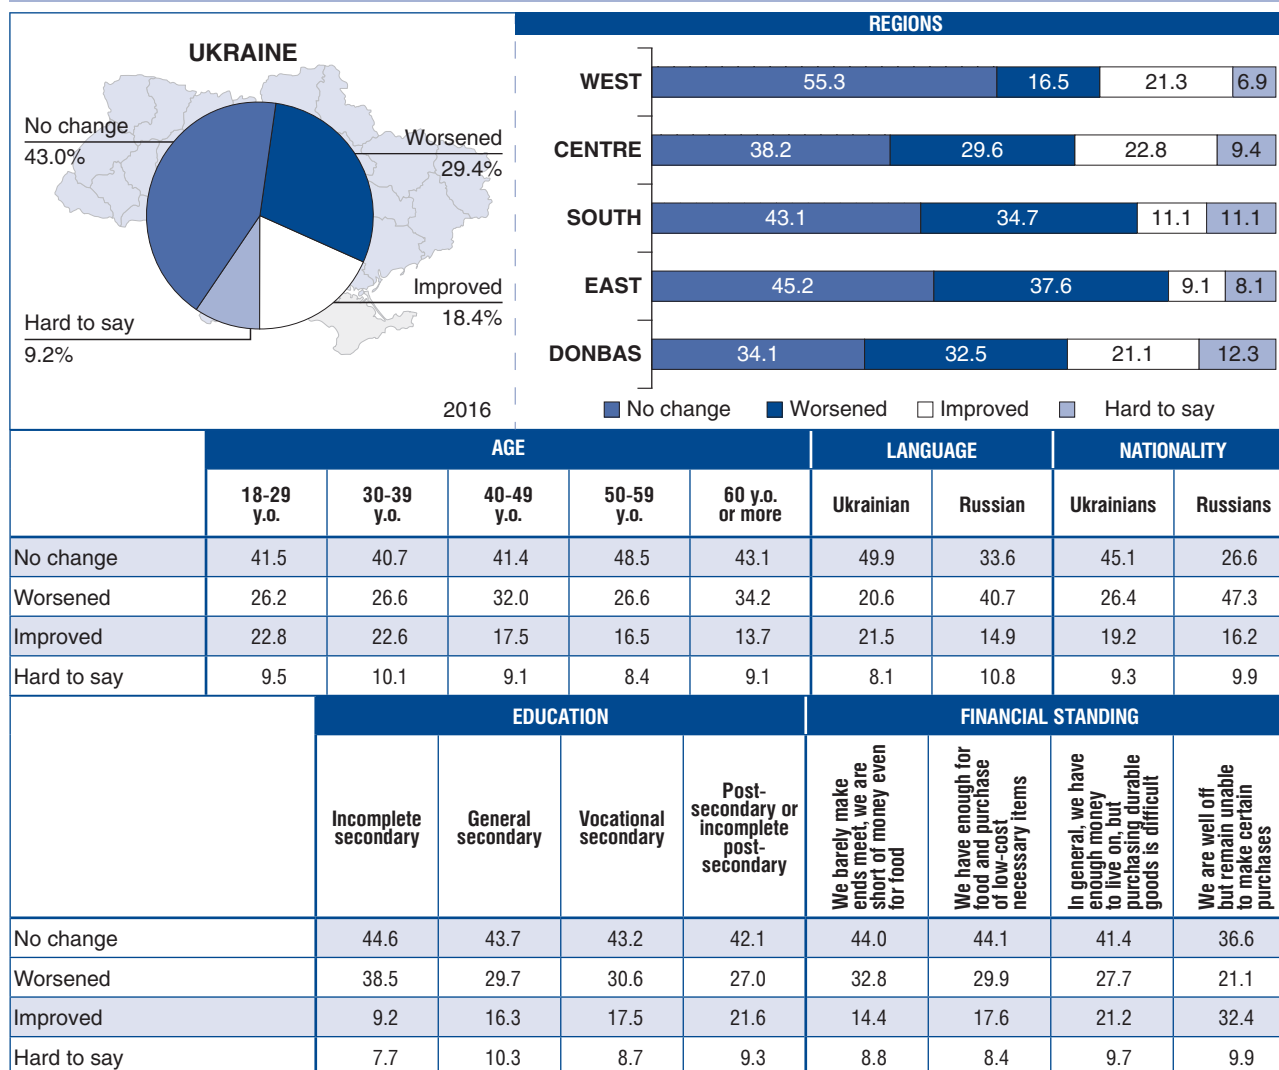 REGIONS
UKRAINE
No change
43.0%
Worsened
29.4%
Improved
18.4%
Hard to say
9.2%
2016
WEST 55.3 16.5 21.3 6.9
CENTRE 38.2 29.6 22.8 9.4
SOUTH 43.1 34.7 11.1 11.1
EAST 45.2 37.6 9.1 8.1
DONBAS 34.1 32.5 21.1 12.3
No change Worsened Improved Hard to say
AGE LANGUAGE NATIONALITY
18-29 y.o. 30-39 y.o. 40-49 y.o. 50-59 y.o. 60 y.o. or more Ukrainian Russian Ukrainians Russians
No change 41.5 40.7 41.4 48.5 43.1 49.9 33.6 45.1 26.6
Worsened 26.2 26.6 32.0 26.6 34.2 20.6 40.7 26.4 47.3
Improved 22.8 22.6 17.5 16.5 13.7 21.5 14.9 19.2 16.2
Hard to say 9.5 10.1 9.1 8.4 9.1 8.1 10.8 9.3 9.9
EDUCATION FINANCIAL STANDING
Incomplete
secondary
General
secondary
Vocational
secondary
Post-
secondary or
incomplete
post-
secondary
We barely make
ends meet, we are
short of money even
for food
We have enough for
food and purchase
of low-cost
necessary items
In general, we have
enough money
to live on, but
purchasing durable
goods is difficult
We are well off
but remain unable
to make certain
purchases
No change 44.6 43.7 43.2 42.1 44.0 44.1 41.4 36.6
Worsened 38.5 29.7 30.6 27.0 32.8 29.9 27.7 21.1
Improved 9.2 16.3 17.5 21.6 14.4 17.6 21.2 32.4
Hard to say 7.7 10.3 8.7 9.3 8.8 8.4 9.7 9.9